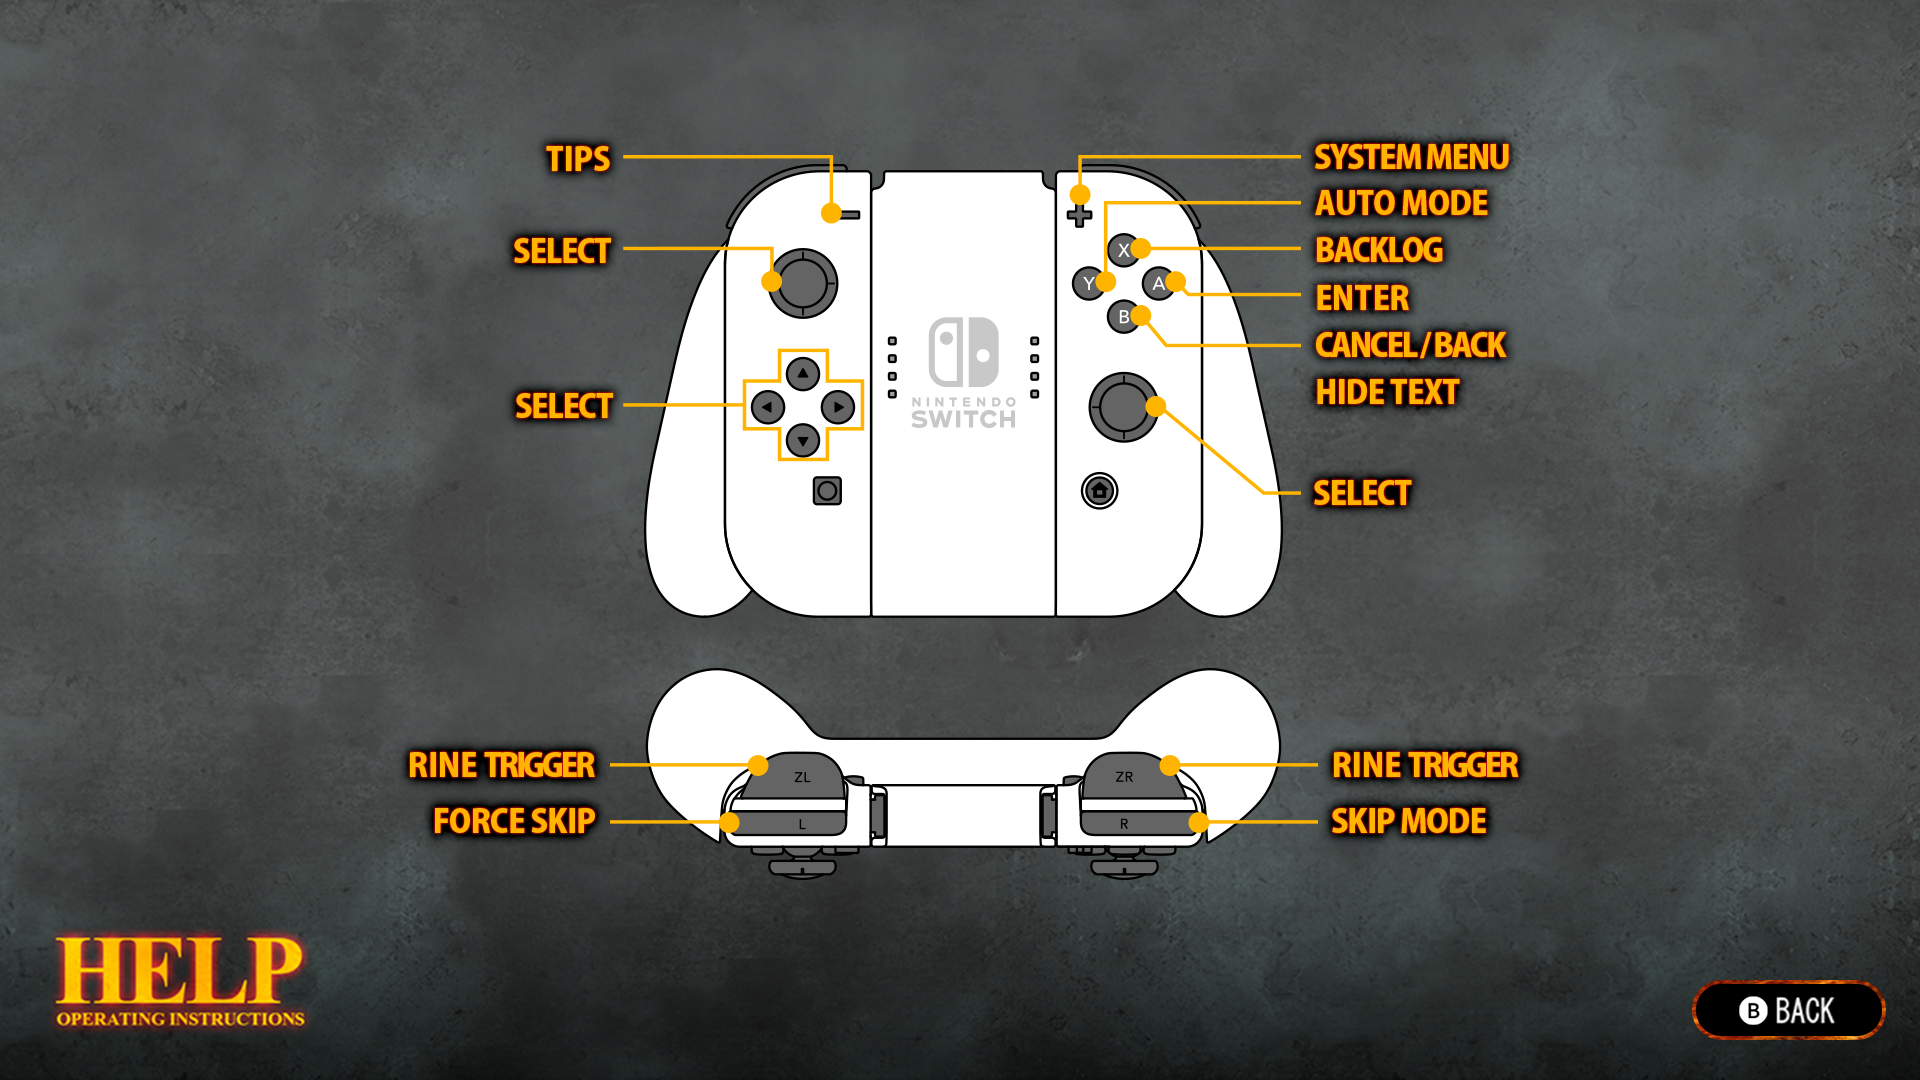 TIPS
SELECT
SELECT
SYSTEM MENU
AUTO MODE
BACKLOG
ENTER
CANCEL/BACK
HIDE TEXT
SELECT
X
Y
A
B
NINTENDO
SWITCH
RINE TRIGGER
FORCE SKIP
ZL
L
ZR
R
RINE TRIGGER
SKIP MODE
HELP
OPERATING INSTRUCTIONS
B BACK